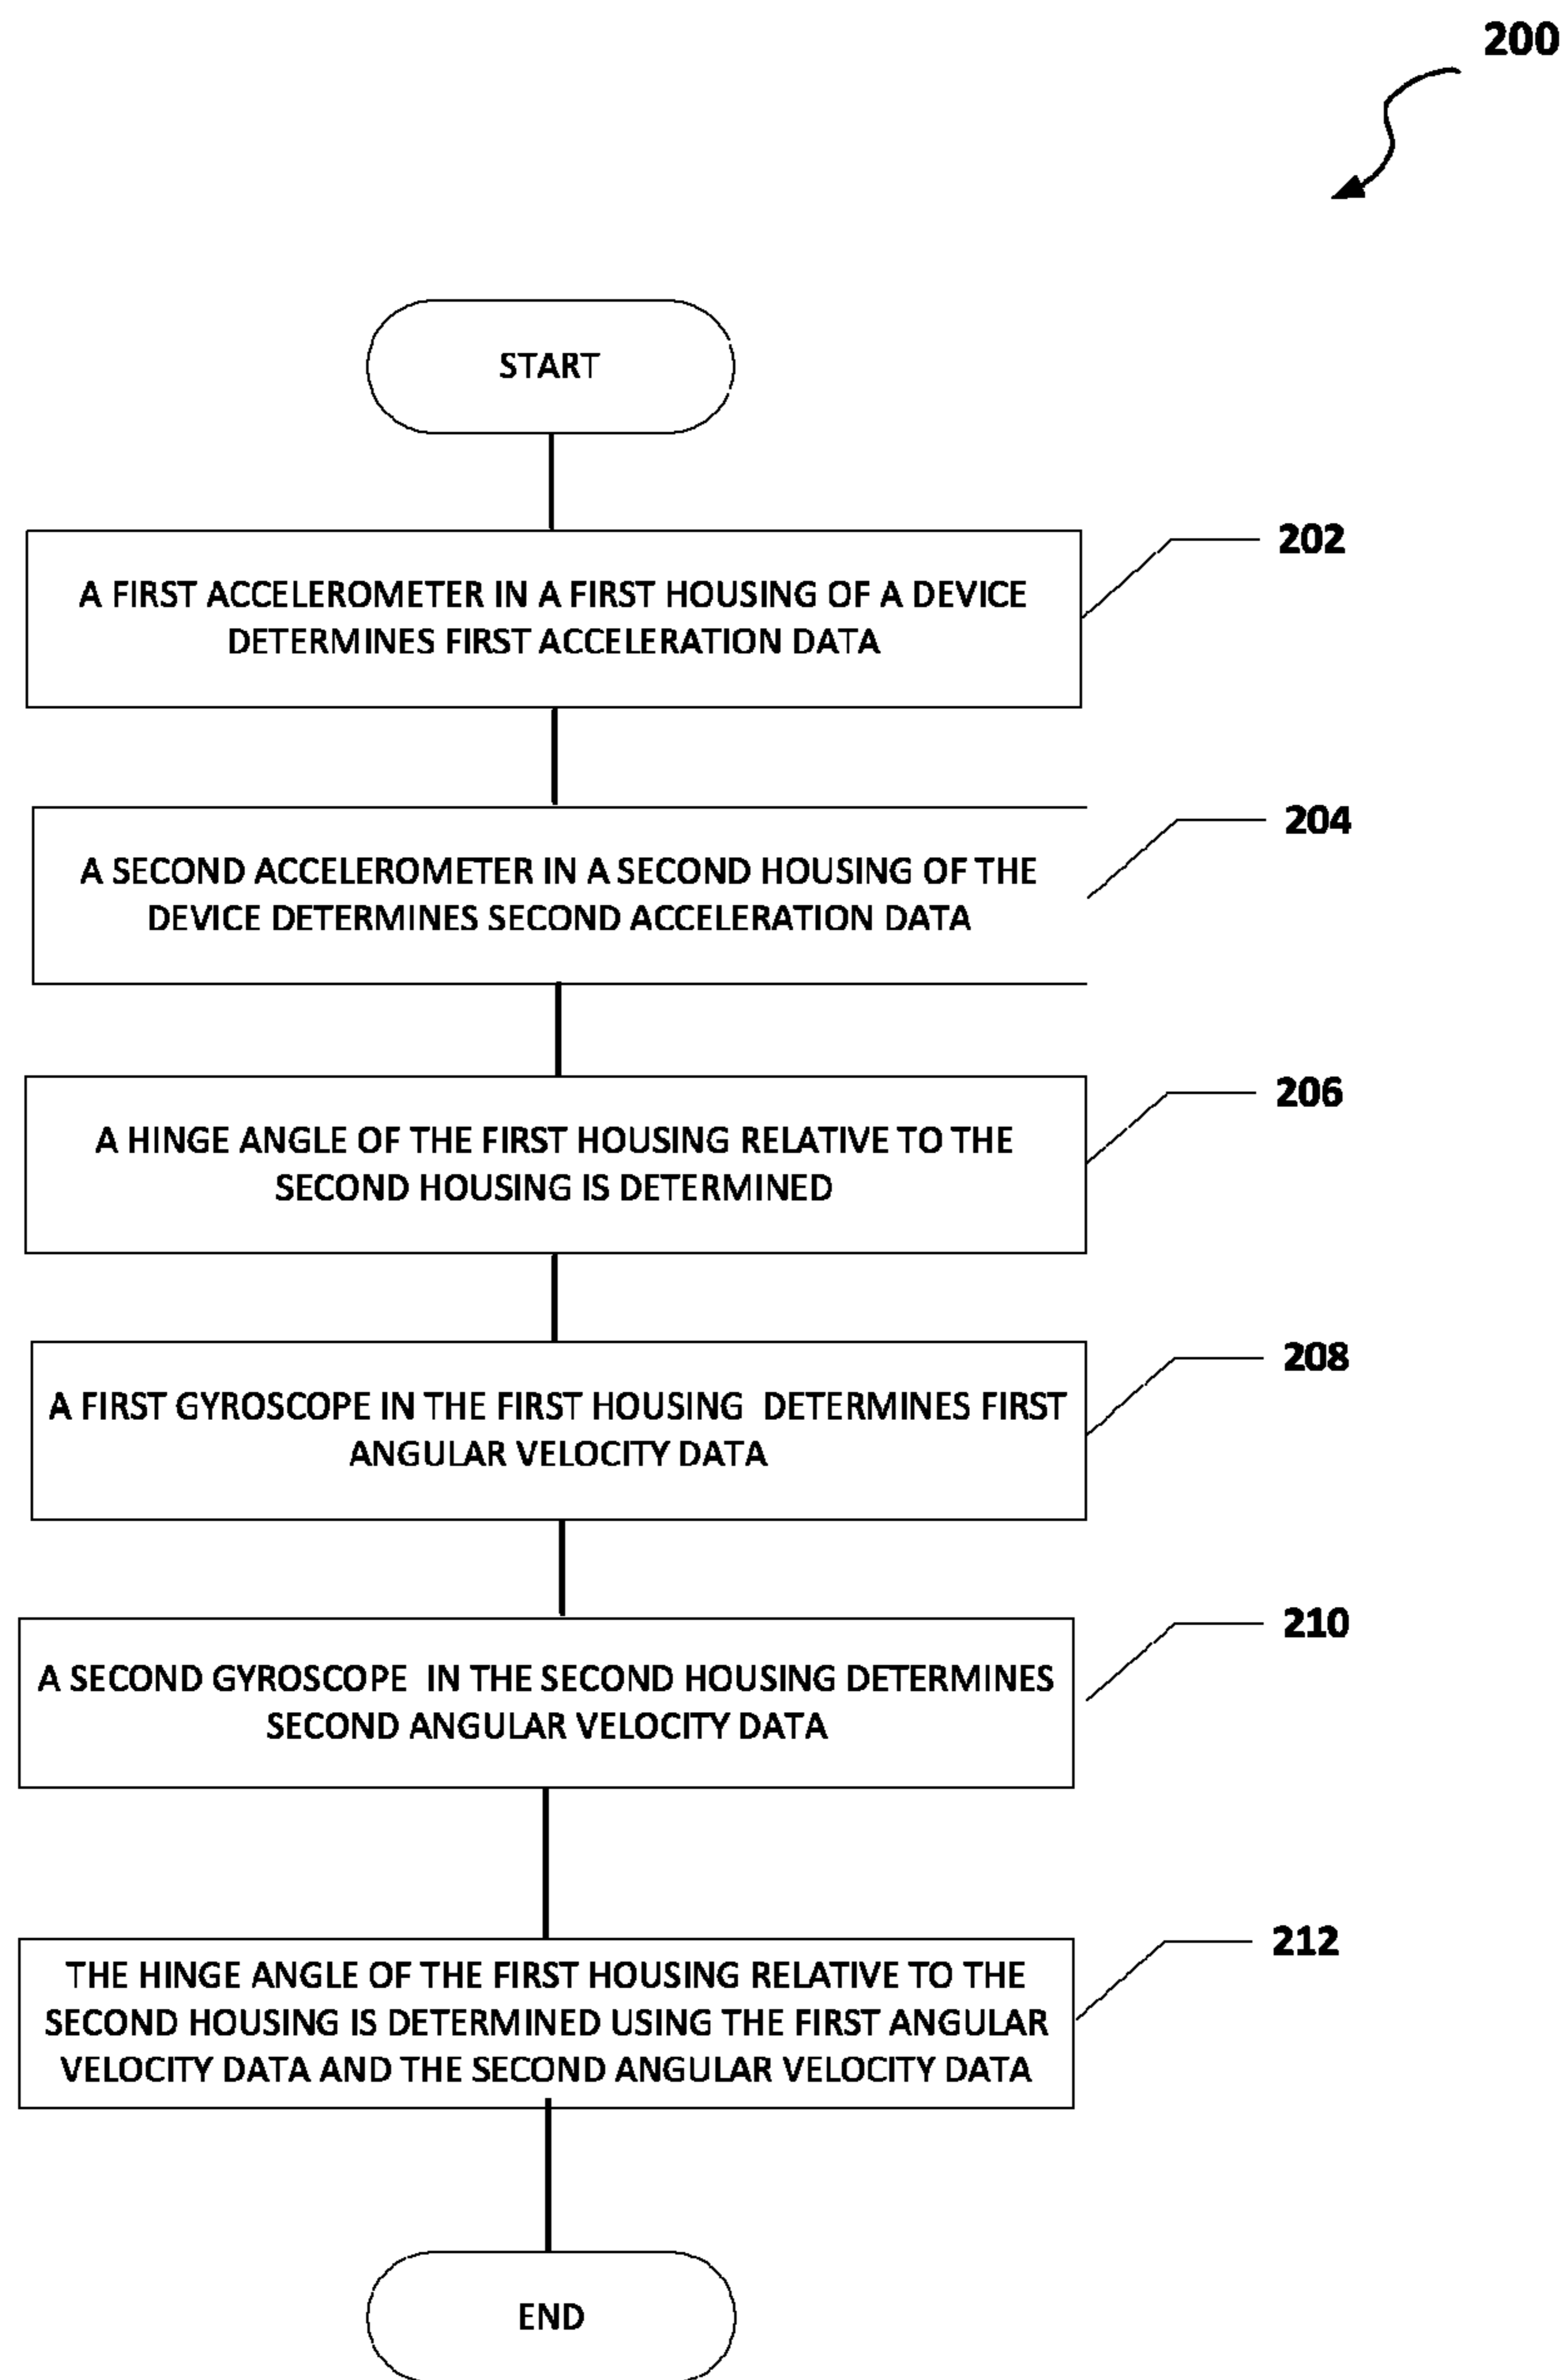 200
START
202
A FIRST ACCELEROMETER IN A FIRST HOUSING OF A DEVICE
DETERMINES FIRST ACCELERATION DATA
204
A SECOND ACCELEROMETER IN A SECOND HOUSING OF THE
DEVICE DETERMINES SECOND ACCELERATION DATA
206
A HINGE ANGLE OF THE FIRST HOUSING RELATIVE TO THE
SECOND HOUSING IS DETERMINED
208
A FIRST GYROSCOPE IN THE FIRST HOUSING  DETERMINES FIRST
ANGULAR VELOCITY DATA
210
A SECOND GYROSCOPE  IN THE SECOND HOUSING DETERMINES
SECOND ANGULAR VELOCITY DATA
212
THE HINGE ANGLE OF THE FIRST HOUSING RELATIVE TO THE
SECOND HOUSING IS DETERMINED USING THE FIRST ANGULAR
VELOCITY DATA AND THE SECOND ANGULAR VELOCITY DATA
END